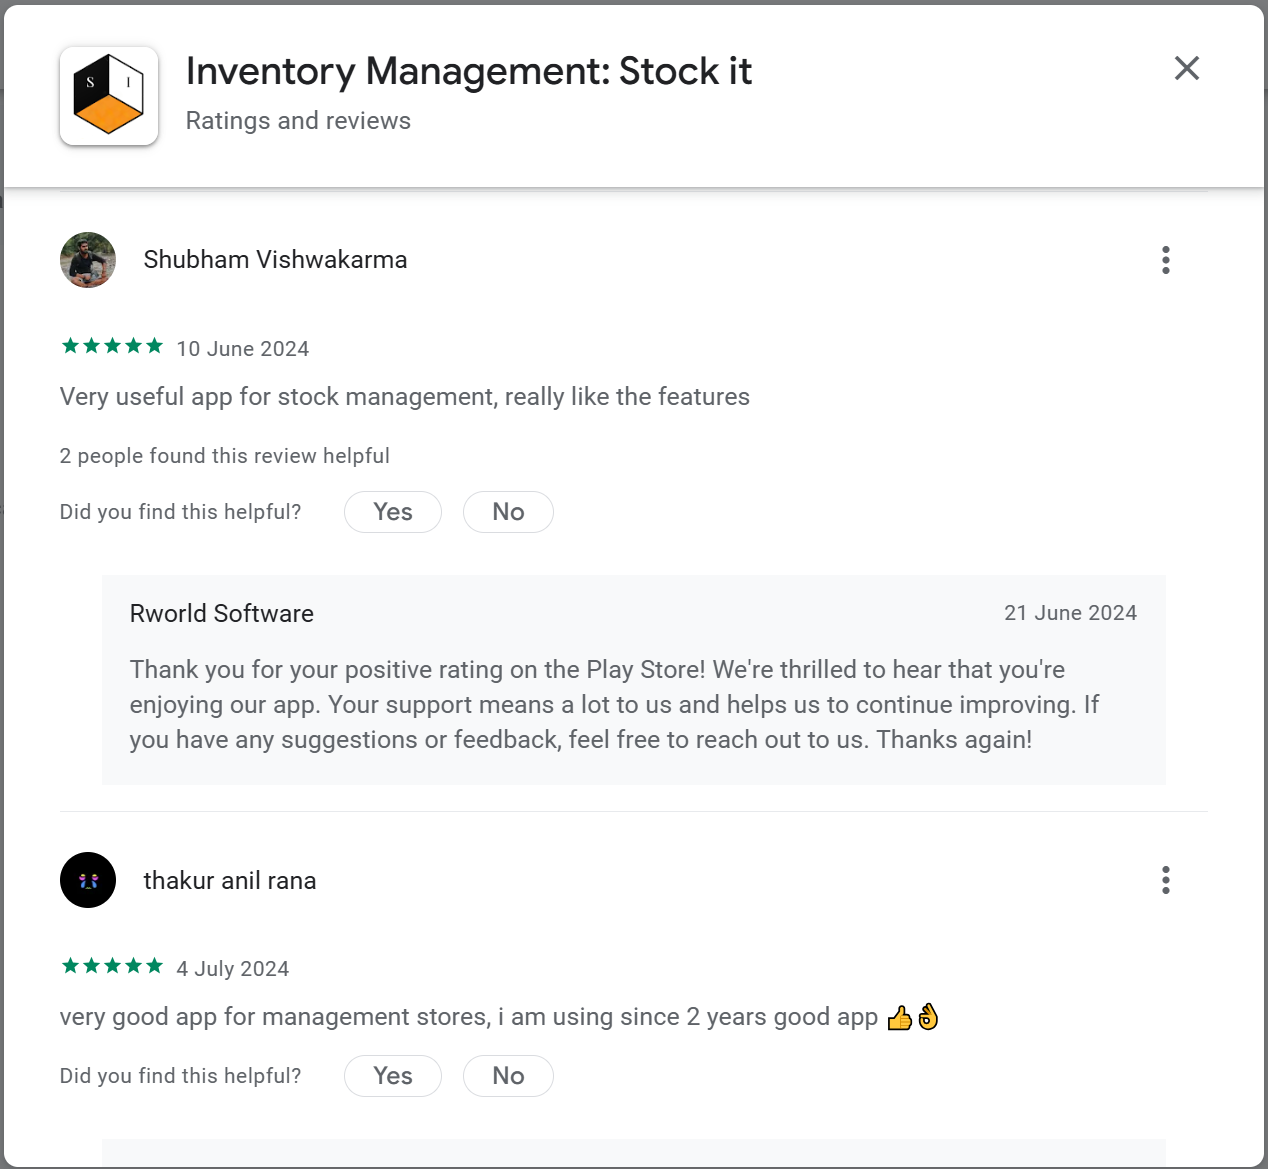 S I
Inventory Management: Stock it
Ratings and reviews
Shubham Vishwakarma
10 June 2024
Very useful app for stock management, really like the features
2 people found this review helpful
Did you find this helpful? Yes No
Rworld Software 21 June 2024
Thank you for your positive rating on the Play Store! We're thrilled to hear that you're
enjoying our app. Your support means a lot to us and helps us to continue improving. If
you have any suggestions or feedback, feel free to reach out to us. Thanks again!
thakur anil rana
4 July 2024
very good app for management stores, i am using since 2 years good app 👍👌
Did you find this helpful? Yes No